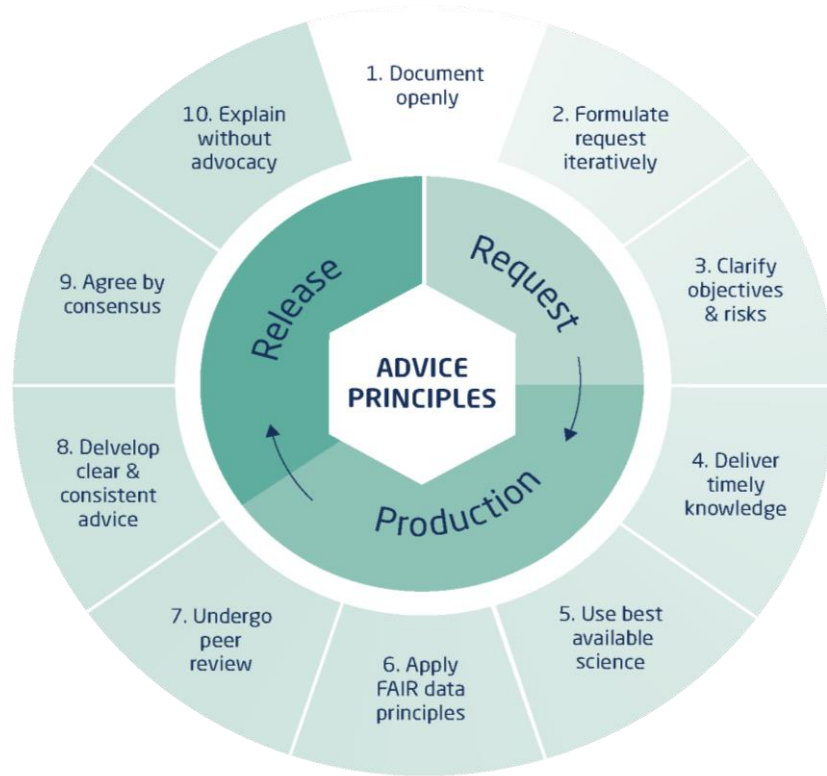 1. Document
openly
2. Formulate
request
iteratively
3. Clarify
objectives
& risks
4. Deliver
timely
knowledge
5. Use best
available
science
6. Apply
FAIR data
principles
7. Undergo
peer
review
8. Delvelop
clear &
consistent
advice
9. Agree by
consensus
10. Explain
without
advocacy
Request
Production
Release
ADVICE
PRINCIPLES